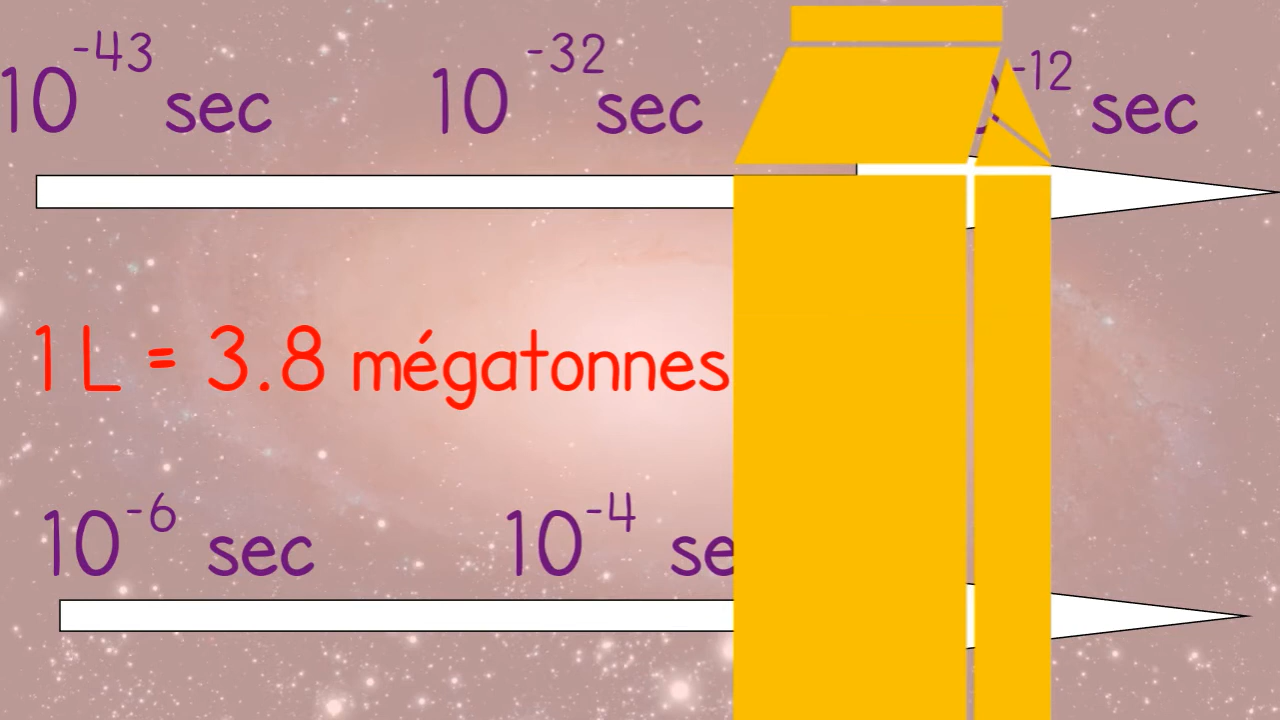 10^-43 sec 10^-32 sec -12 sec
1 L = 3.8 mégatonnes
10^-6 sec 10^-4